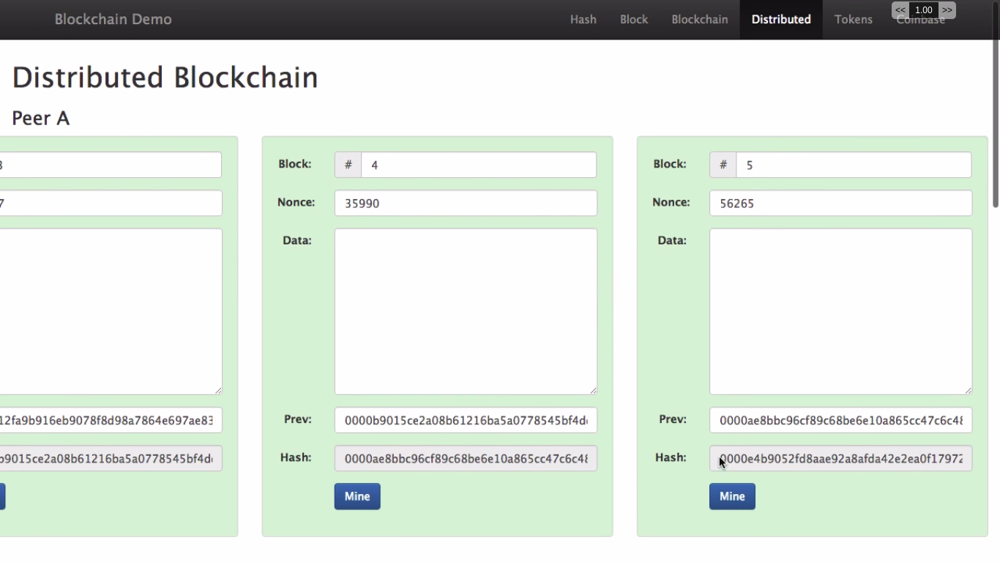 Blockchain Demo Hash Block Blockchain Distributed Tokens Coinbase
<< 1.00 >>
Distributed Blockchain
Peer A
3 Block: # 4 Block: # 5
7 Nonce: 35990 Nonce: 56265
Data: Data:
12fa9b916eb9078f8d98a7864e697ae83 Prev: 0000b9015ce2a08b61216ba5a0778545bf4d Prev: 0000ae8bbc96cf89c68be6e10a865cc47c6c48
b9015ce2a08b61216ba5a0778545bf4d Hash: 0000ae8bbc96cf89c68be6e10a865cc47c6c48 Hash: 0000e4b9052fd8aae92a8afda42e2ea0f17972
Mine Mine